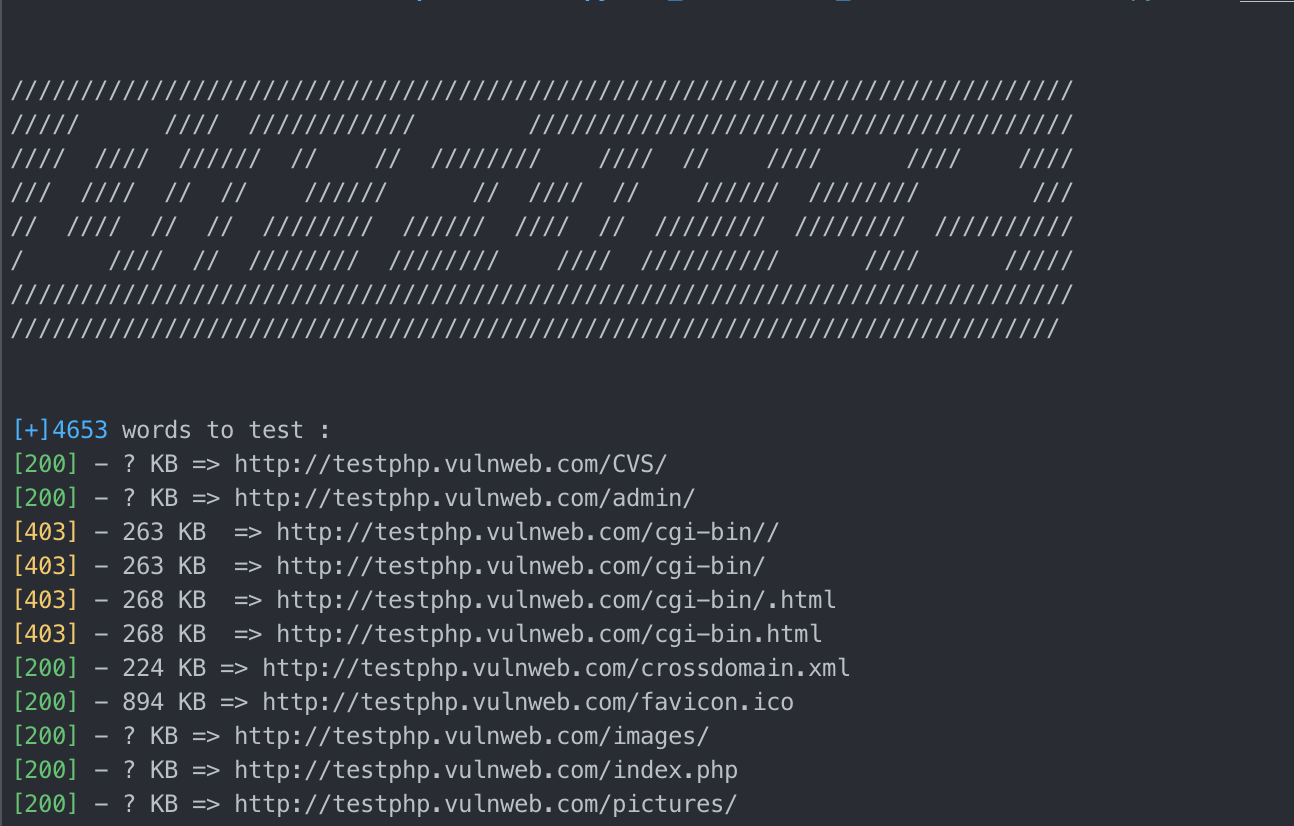 //////////////////////////////////////////////////////////////////////////// 
/////      ////  ////////////        ///////////////////////////////////////
////  ////  //////  //    //  ////////    ////  //    ////      ////    ////
///  ////  //  //    //////      //  ////  //    //////  ////////        ///
//  ////  //  //  ////////  //////  ////  //  ////////  ////////  //////////
/      ////  //  ////////  ////////    ////  //////////      ////      /////
////////////////////////////////////////////////////////////////////////////
///////////////////////////////////////////////////////////////////////////
[+]4653 words to test :
[200] – ? KB => http://testphp.vulnweb.com/CVS/
[200] – ? KB => http://testphp.vulnweb.com/admin/
[403] – 263 KB  => http://testphp.vulnweb.com/cgi-bin//
[403] – 263 KB  => http://testphp.vulnweb.com/cgi-bin/
[403] – 268 KB  => http://testphp.vulnweb.com/cgi-bin/.html
[403] – 268 KB  => http://testphp.vulnweb.com/cgi-bin.html
[200] – 224 KB => http://testphp.vulnweb.com/crossdomain.xml
[200] – 894 KB => http://testphp.vulnweb.com/favicon.ico
[200] – ? KB => http://testphp.vulnweb.com/images/
[200] – ? KB => http://testphp.vulnweb.com/index.php
[200] – ? KB => http://testphp.vulnweb.com/pictures/